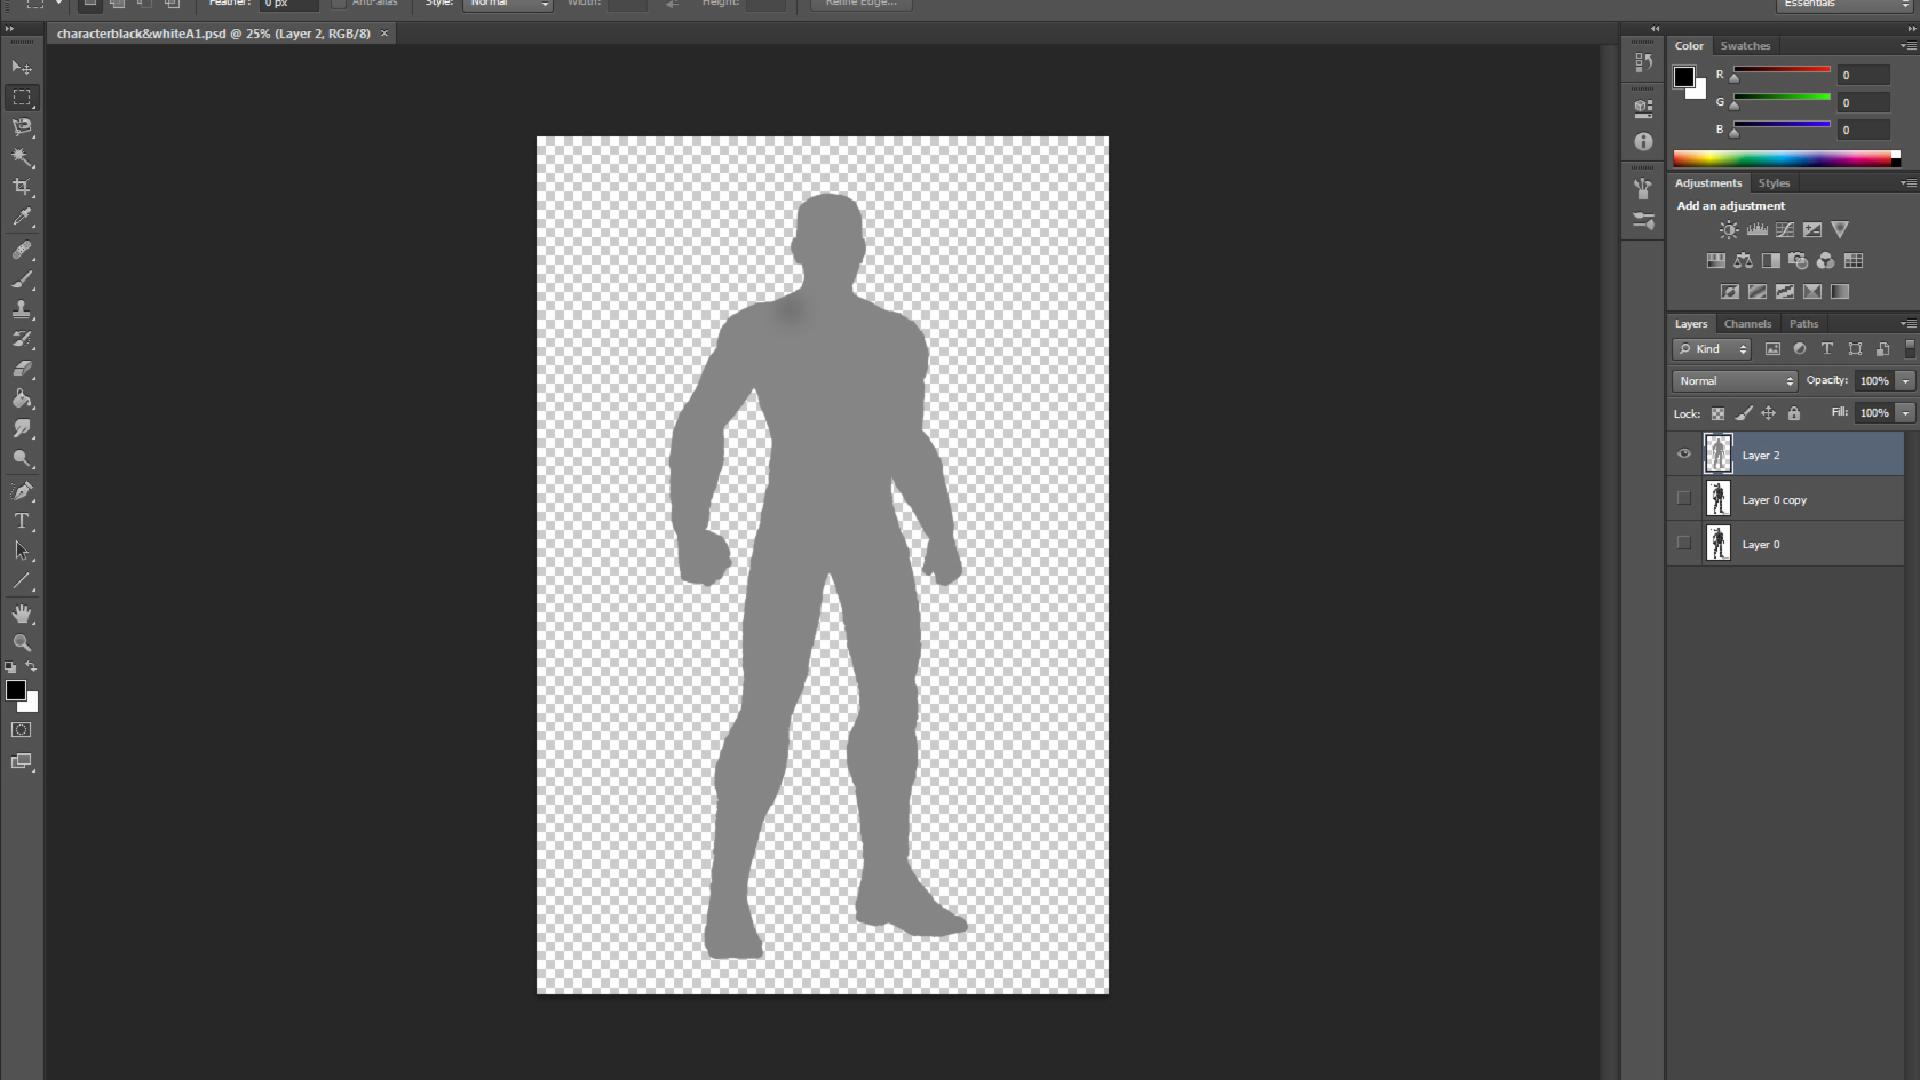 Feather: 0 px Anti-alias Style: Normal Width: Height: Refine Edge... Essentials
characterblack&whiteA1.psd @ 25% (Layer 2, RGB/8) ×
Color Swatches
R 0
G 0
B 0
Adjustments Styles
Add an adjustment
Layers Channels Paths
Kind
Normal Opacity: 100%
Lock: Fill: 100%
Layer 2
Layer 0 copy
Layer 0